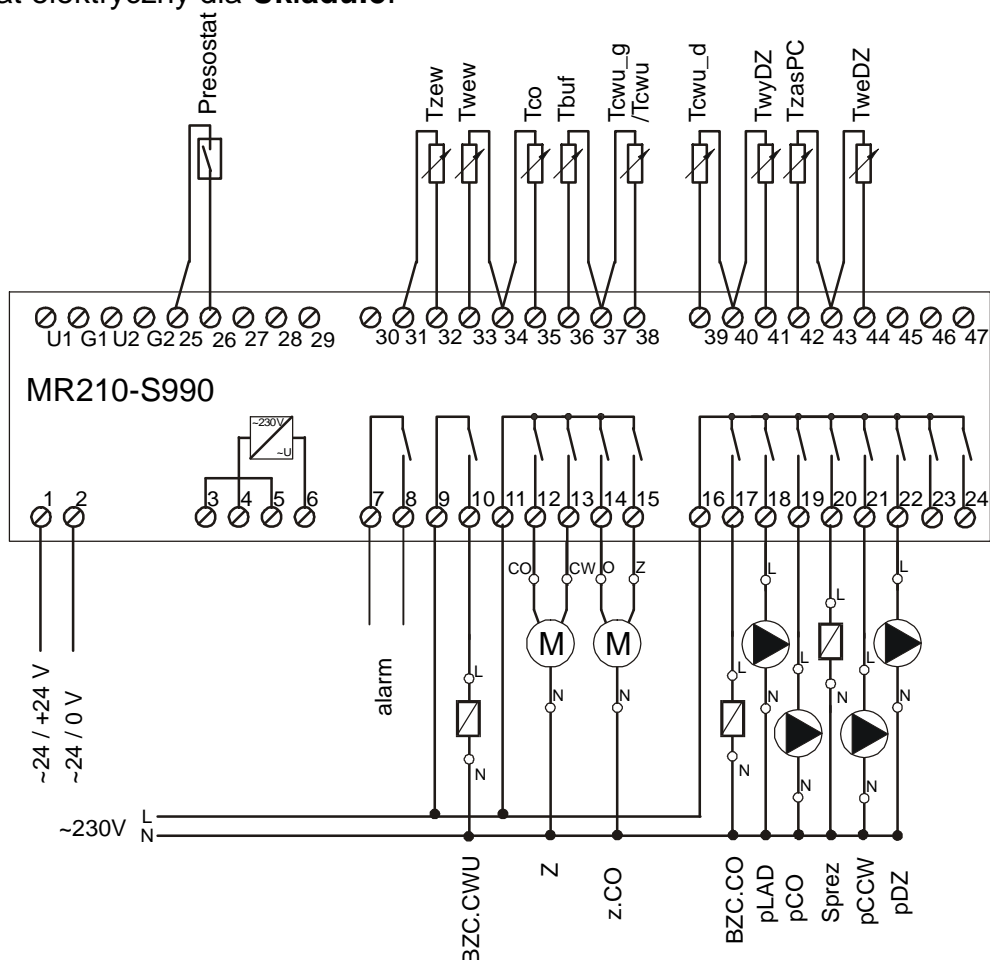 at elektryczny dla Układu.3.
Presostat
Tzew
Twew
Tco
Tbuf
Tcwu_g
/Tcwu
Tcwu_d
TwyDZ
TzasPC
TweDZ
U1 G1 U2 G2 25 26 27 28 29
30 31 32 33 34 35 36 37 38
39 40 41 42 43 44 45 46 47
MR210-S990
~230V
~U
1 2
3 4 5 6
7 8 9 10 11 12 13 14 15
16 17 18 19 20 21 22 23 24
CO
CW
O
Z
L
L
L
M
M
L
L
L
L
N
N
N
N
N
N
N
N
N
~24 / +24 V
~24 / 0 V
alarm
~230V
L
N
BZC.CWU
Z
z.CO
BZC.CO
pLAD
pCO
Sprez
pCCW
pDZ